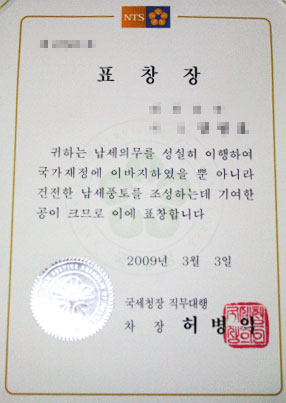 NTS
표 창 장
귀하는 납세의무를 성실히 이행하여
국가재정에 이바지하였을 뿐 아니라
건전한 납세풍토를 조성하는데 기여한
공이 크므로 이에 표창합니다
2009년 3월 3일
국세청장 직무대행
차 장 허 병 익